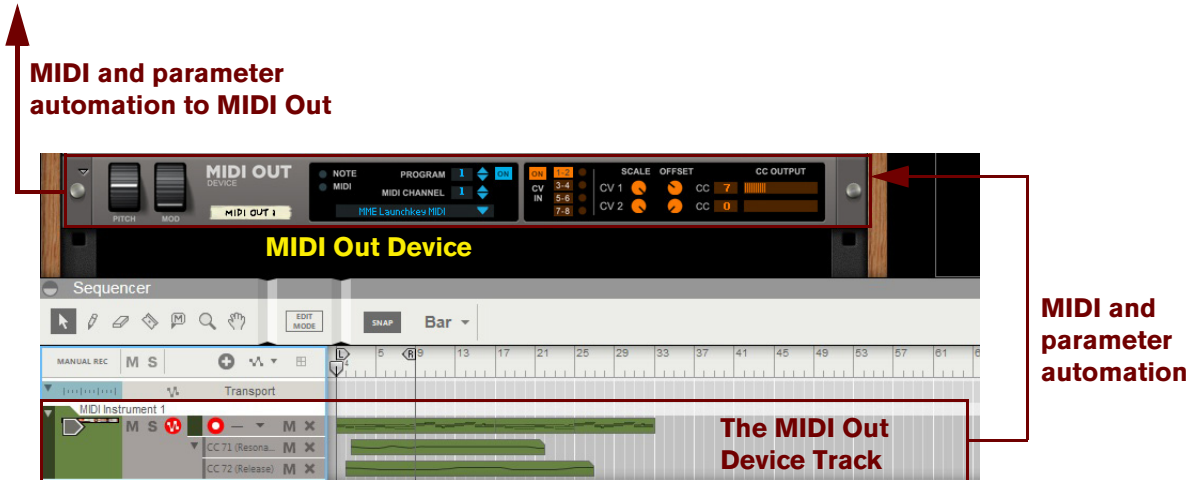 MIDI and parameter
automation to MIDI Out
MIDI OUT
DEVICE
MIDI OUT 1
PITCH
MOD
NOTE
MIDI
PROGRAM 1 ON
MIDI CHANNEL 1
MME Launchkey MIDI
ON
CV
IN
1-2
3-4
5-6
7-8
SCALE OFFSET CC OUTPUT
CV 1 CC 7
CV 2 CC 0
MIDI Out Device
Sequencer
EDIT
MODE
SNAP
Bar
MIDI and
parameter
automation
MANUAL REC M S
L R
5 9 13 17 21 25 29 33 37 41 45 49 53 57 61
Transport
MIDI Instrument 1
M S M
CC 71 (Resona... M
CC 72 (Release) M
The MIDI Out
Device Track